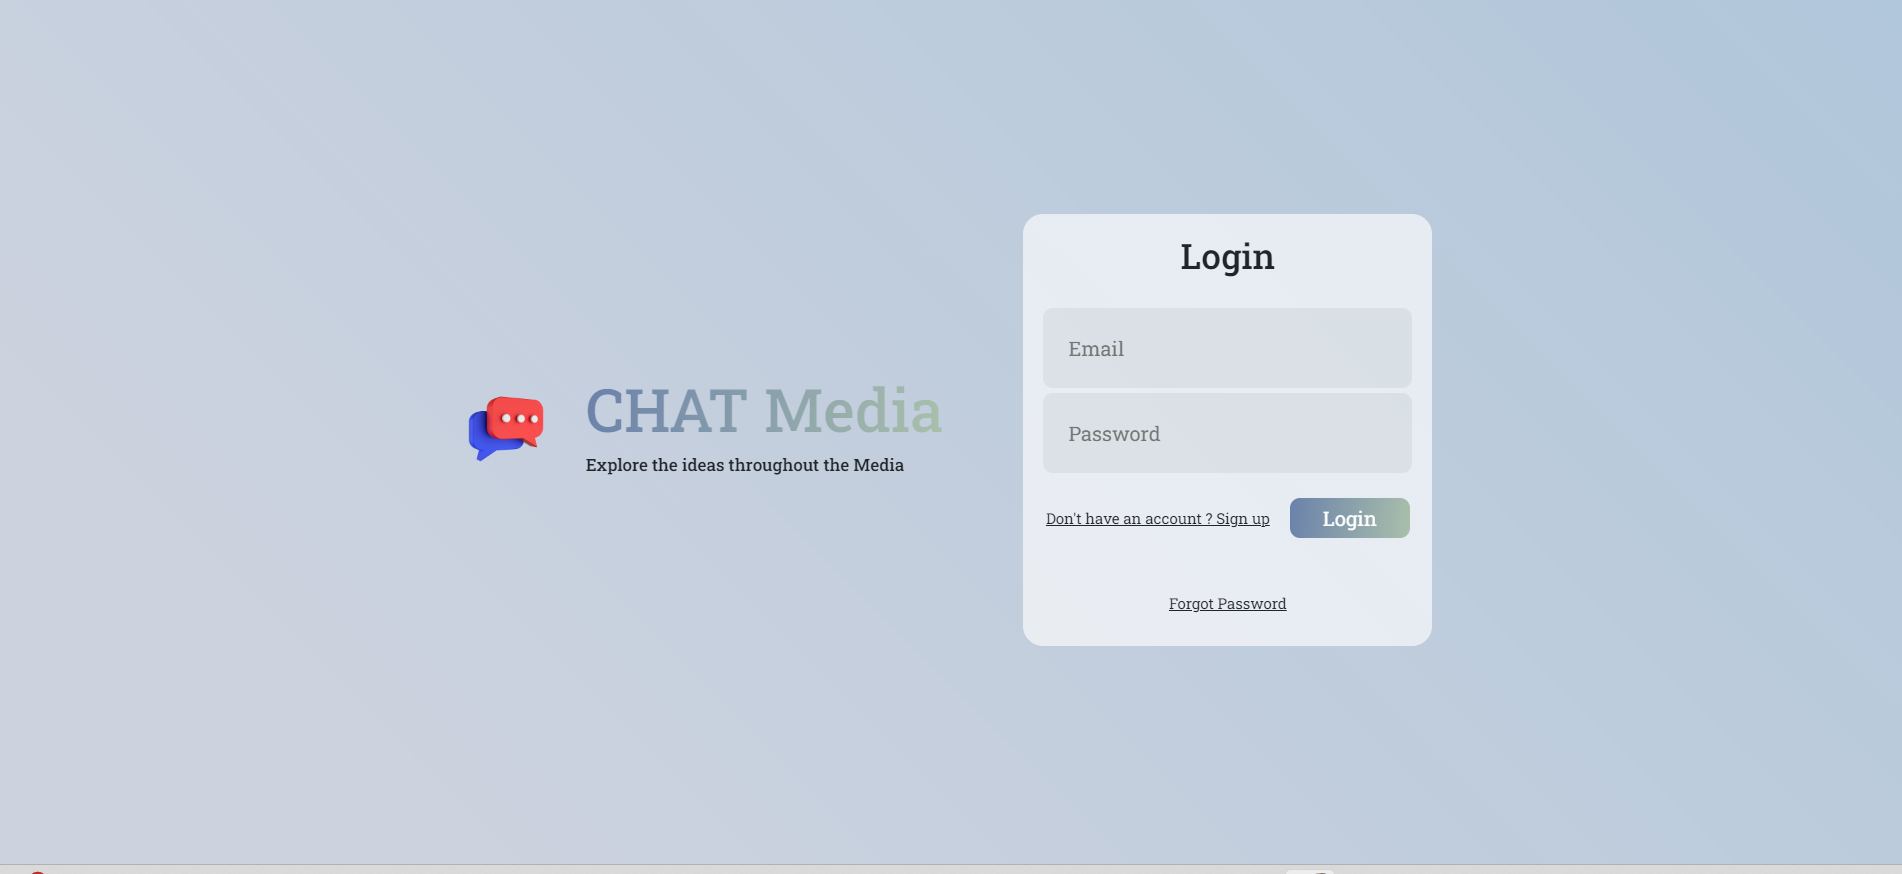 Login
Email
CHAT Media
Password
Explore the ideas throughout the Media
Don't have an account ? Sign up
Login
Forgot Password